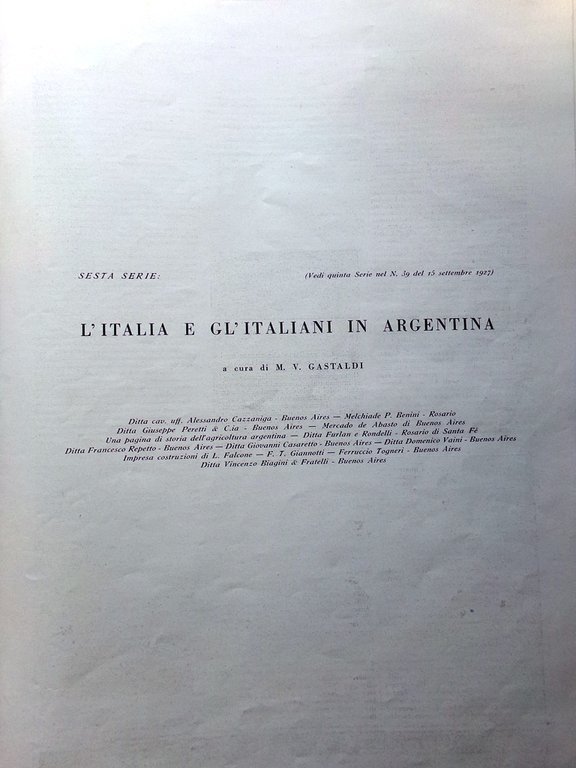 SESTA SERIE: (Vedi quinta Serie nel N. 39 del 15 settembre 1927)
L'ITALIA E GL'ITALIANI IN ARGENTINA
a cura di M. V. GASTALDI
Ditta cav. uff. Alessandro Cazzaniga - Buenos Aires — Melchiade P. Benini - Rosario
Ditta Giuseppe Peretti & C.ia - Buenos Aires — Mercado de Abasto di Buenos Aires
Una pagina di storia dell'agricoltura argentina — Ditta Furlan e Rondelli - Rosario di Santa Fé
Ditta Francesco Repetto - Buenos Aires — Ditta Giovanni Casaretto - Buenos Aires — Ditta Domenico Vaini - Buenos Aires
Impresa costruzioni di L. Falcone — F. T. Giannotti — Ferruccio Togneri - Buenos Aires
Ditta Vincenzo Biagini & Fratelli - Buenos Aires